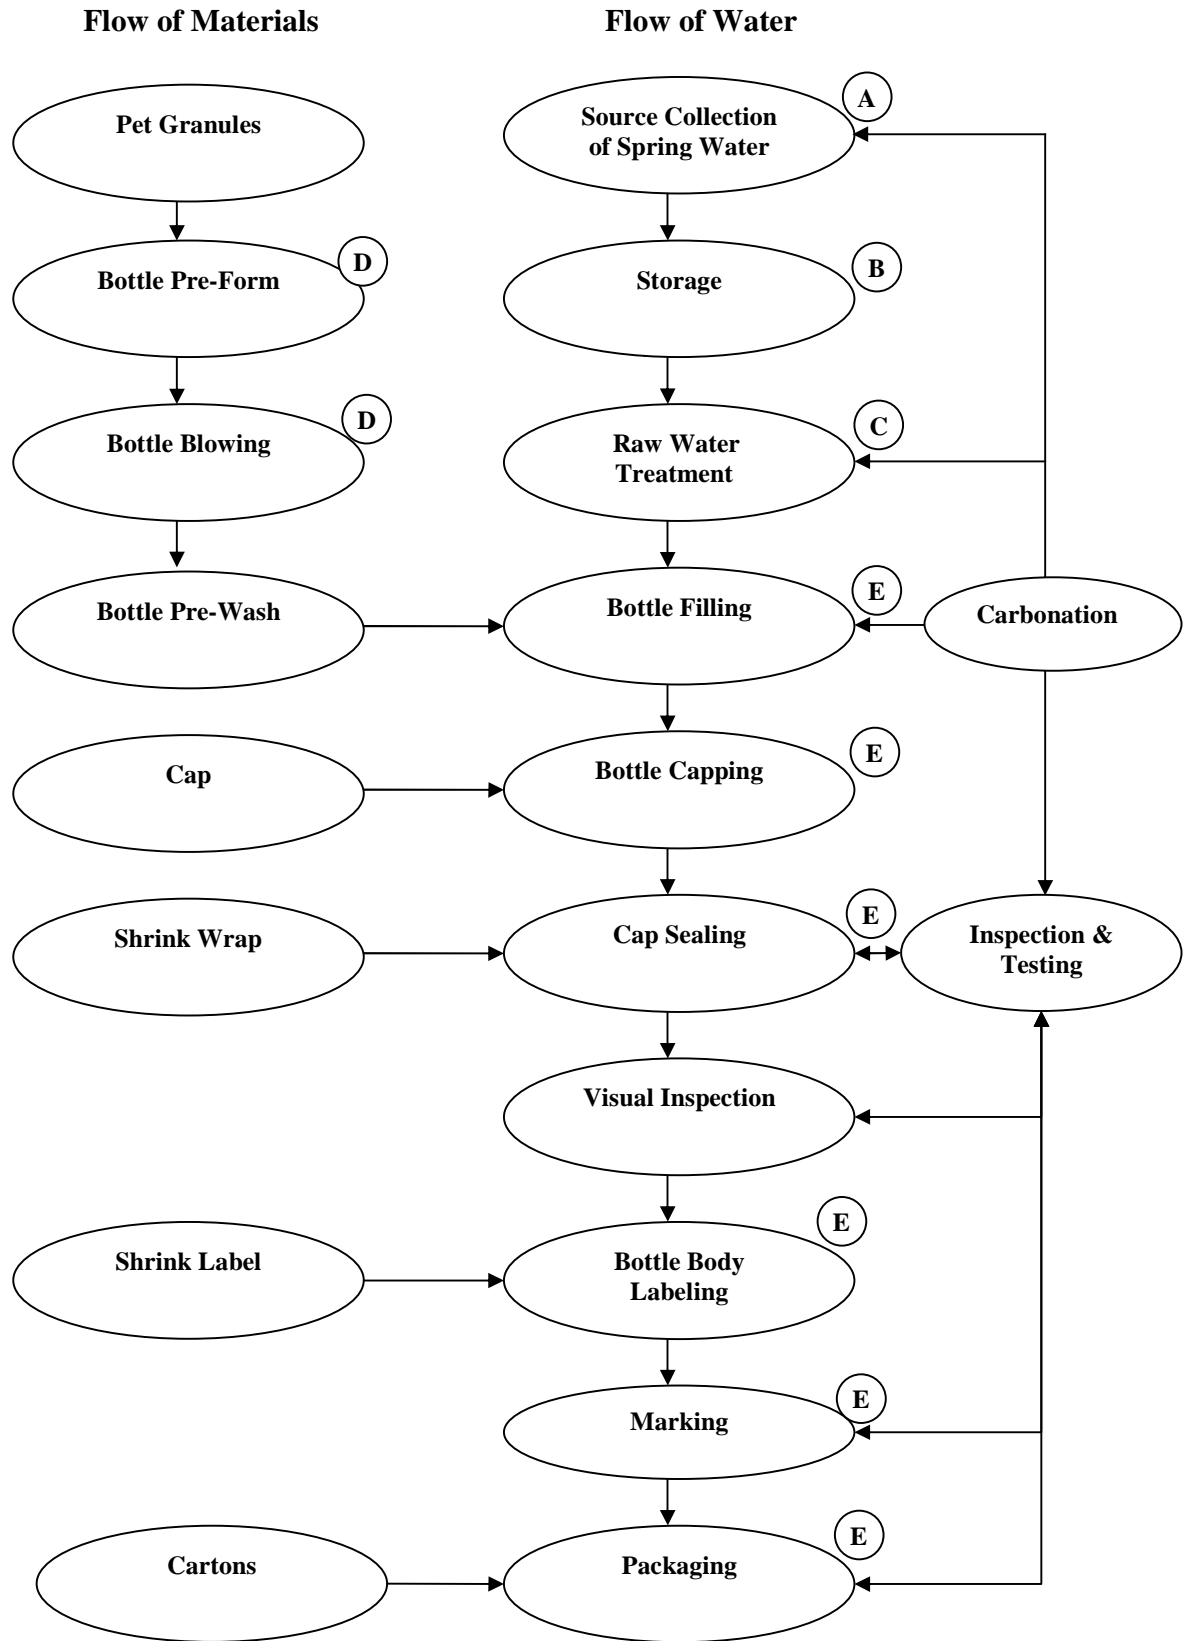 Flow of Materials
Flow of Water
Pet Granules
Source Collection
of Spring Water
A
Bottle Pre-Form
D
Storage
B
Bottle Blowing
D
Raw Water
Treatment
C
Bottle Pre-Wash
Bottle Filling
E
Carbonation
Cap
Bottle Capping
E
Shrink Wrap
Cap Sealing
E
Inspection &
Testing
Visual Inspection
Shrink Label
Bottle Body
Labeling
E
Marking
E
Cartons
Packaging
E